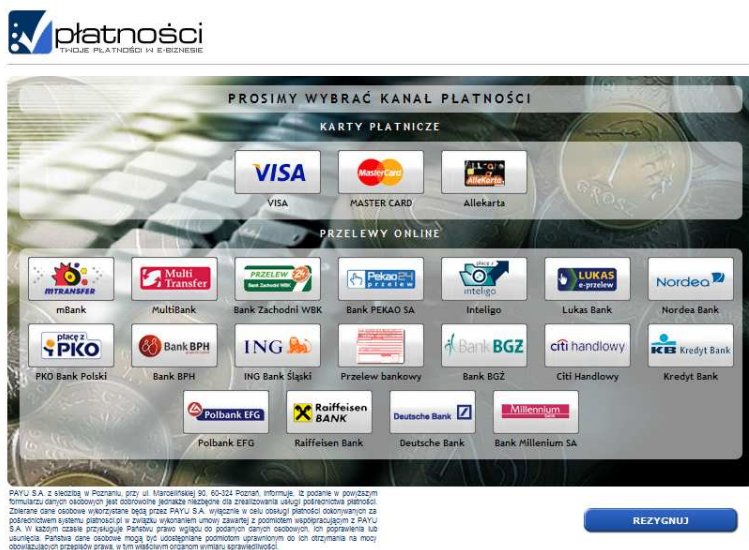 płatności
TWOJE PŁATNOŚCI W E-BIZNESIE
PROSIMY WYBRAĆ KANAŁ PŁATNOŚCI
KARTY PŁATNICZE
VISA
MasterCard
AlleKarta
VISA
MASTER CARD
Allekarta
PRZELEWY ONLINE
mTRANSFER
Multi
Transfer
PRZELEW 24
Bank Zachodni WBK
Pekao24
przelew
płacę z
inteligo
LUKAS
e-przelew
Nordea
mBank
MultiBank
Bank Zachodni WBK
Bank PEKAO SA
Inteligo
Lukas Bank
Nordea Bank
płacę z
iPKO
Bank BPH
ING
Bank BGŻ
citi handlowy
KB Kredyt Bank
PKO Bank Polski
Bank BPH
ING Bank Śląski
Przelew bankowy
Bank BGŻ
Citi Handlowy
Kredyt Bank
Polbank EFG
Raiffeisen
BANK
Deutsche Bank
Millennium
bank
Polbank EFG
Raiffeisen Bank
Deutsche Bank
Bank Millenium SA
PAYU S.A. z siedzibą w Poznaniu, przy ul. Marcelińskiej 90, 60-324 Poznań, informuje, iż podanie w powyższym
formularzu danych osobowych jest dobrowolne jednakże niezbędne dla zrealizowania usługi pośrednictwa płatności.
Zbierane dane osobowe wykorzystane będą przez PAYU S.A. wyłącznie w celu obsługi płatności dokonywanych za
pośrednictwem systemu platnosci.pl w związku wykonaniem umowy zawartej z podmiotem współpracującym z PAYU
S.A. W każdym czasie przysługuje Państwu prawo wglądu do podanych danych osobowych, ich poprawienia lub
usunięcia. Państwa dane osobowe mogą być udostępniane podmiotom uprawnionym do ich otrzymania na mocy
obowiązujących przepisów prawa, w tym właściwym organom wymiaru sprawiedliwości.
REZYGNUJ